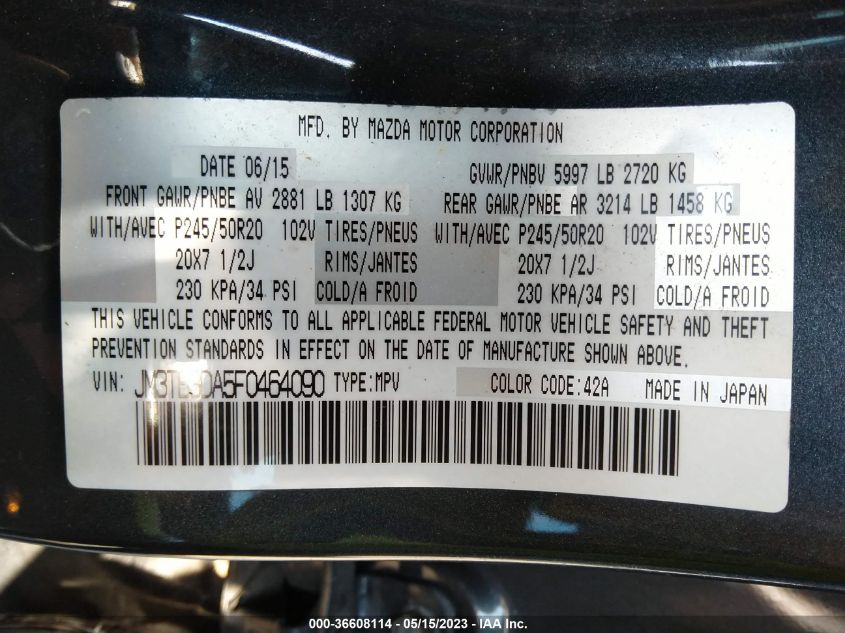 MFD. BY MAZDA MOTOR CORPORATION
DATE 06/15 GVWR/PNBV 5997 LB 2720 KG
FRONT GAWR/PNBE AV 2881 LB 1307 KG REAR GAWR/PNBE AR 3214 LB 1458 KG
WITH/AVEC P245/50R20 102V TIRES/PNEUS WITH/AVEC P245/50R20 102V TIRES/PNEUS
20X7 1/2J RIMS/JANTES 20X7 1/2J RIMS/JANTES
230 KPA/34 PSI COLD/A FROID 230 KPA/34 PSI COLD/A FROID
THIS VEHICLE CONFORMS TO ALL APPLICABLE FEDERAL MOTOR VEHICLE SAFETY AND THEFT
PREVENTION STANDARDS IN EFFECT ON THE DATE OF MANUFACTURE SHOWN ABOVE.
VIN: TYPE:MPV COLOR CODE:42A MADE IN JAPAN
000-36608114 - 05/15/2023 - IAA Inc.